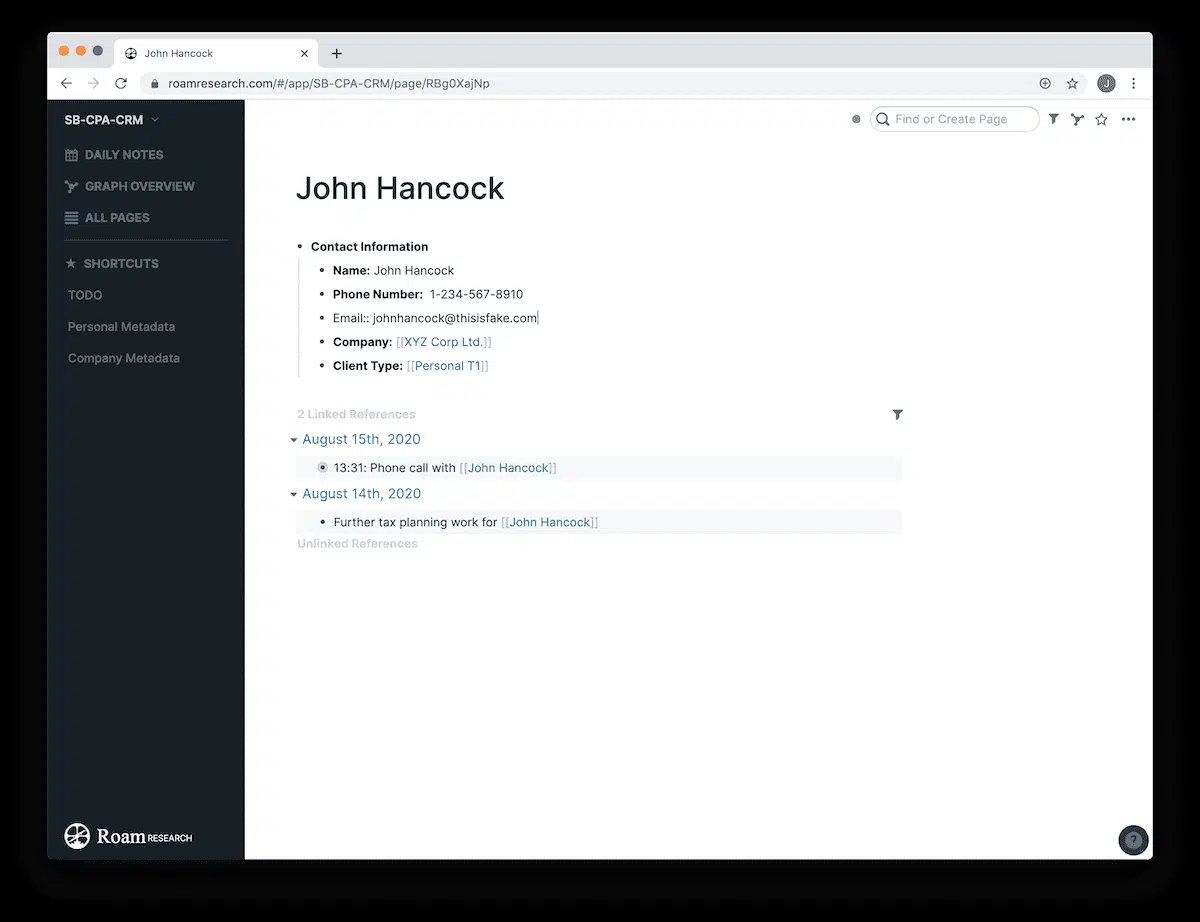 John Hancock
roamresearch.com/#/app/SB-CPA-CRM/page/RBg0XajNp
J
SB-CPA-CRM
Find or Create Page
DAILY NOTES
GRAPH OVERVIEW
ALL PAGES
SHORTCUTS
TODO
Personal Metadata
Company Metadata
John Hancock
Contact Information
Name: John Hancock
Phone Number: 1-234-567-8910
Email:: johnhancock@thisisfake.com
Company: [[XYZ Corp Ltd.]]
Client Type: [[Personal T1]]
2 Linked References
August 15th, 2020
13:31: Phone call with [[John Hancock]]
August 14th, 2020
Further tax planning work for [[John Hancock]]
Unlinked References
Roam RESEARCH
?